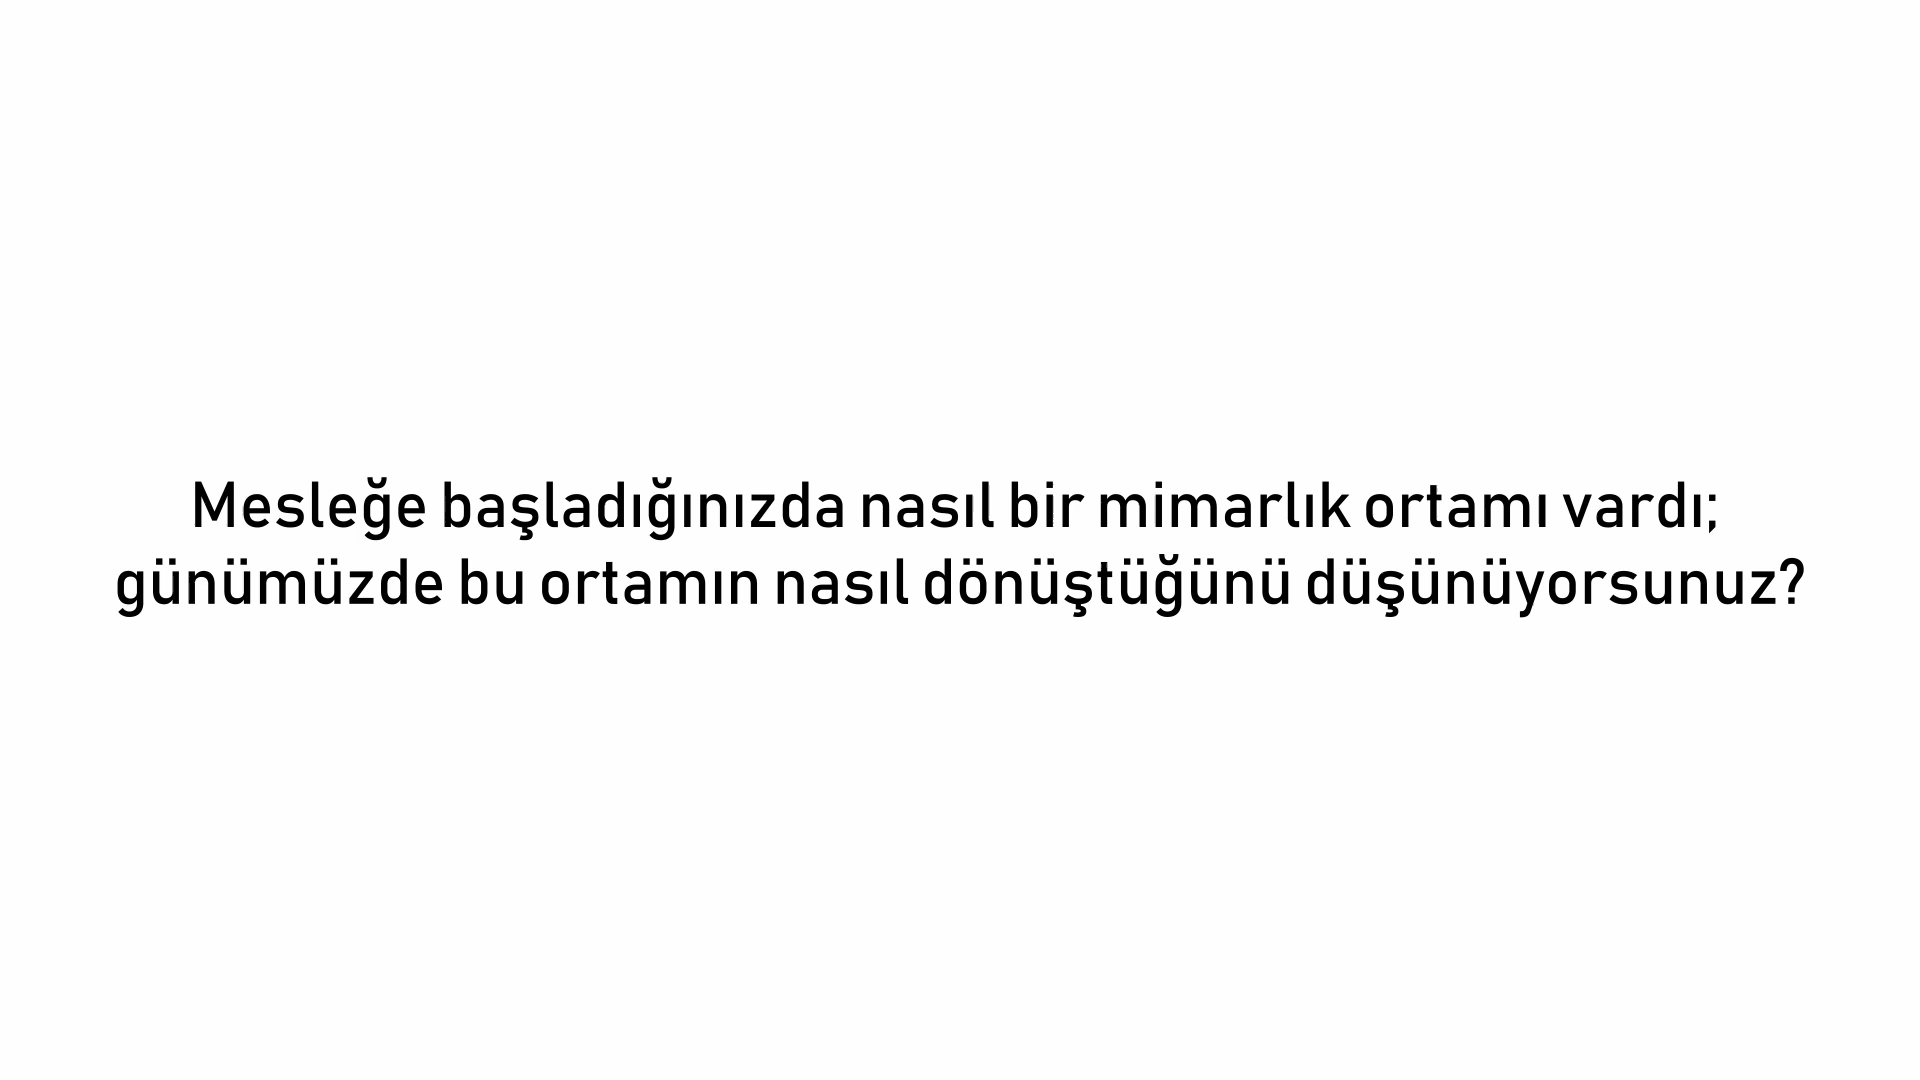 Mesleğe başladığınızda nasıl bir mimarlık ortamı vardı;
günümüzde bu ortamın nasıl dönüştüğünü düşünüyorsunuz?